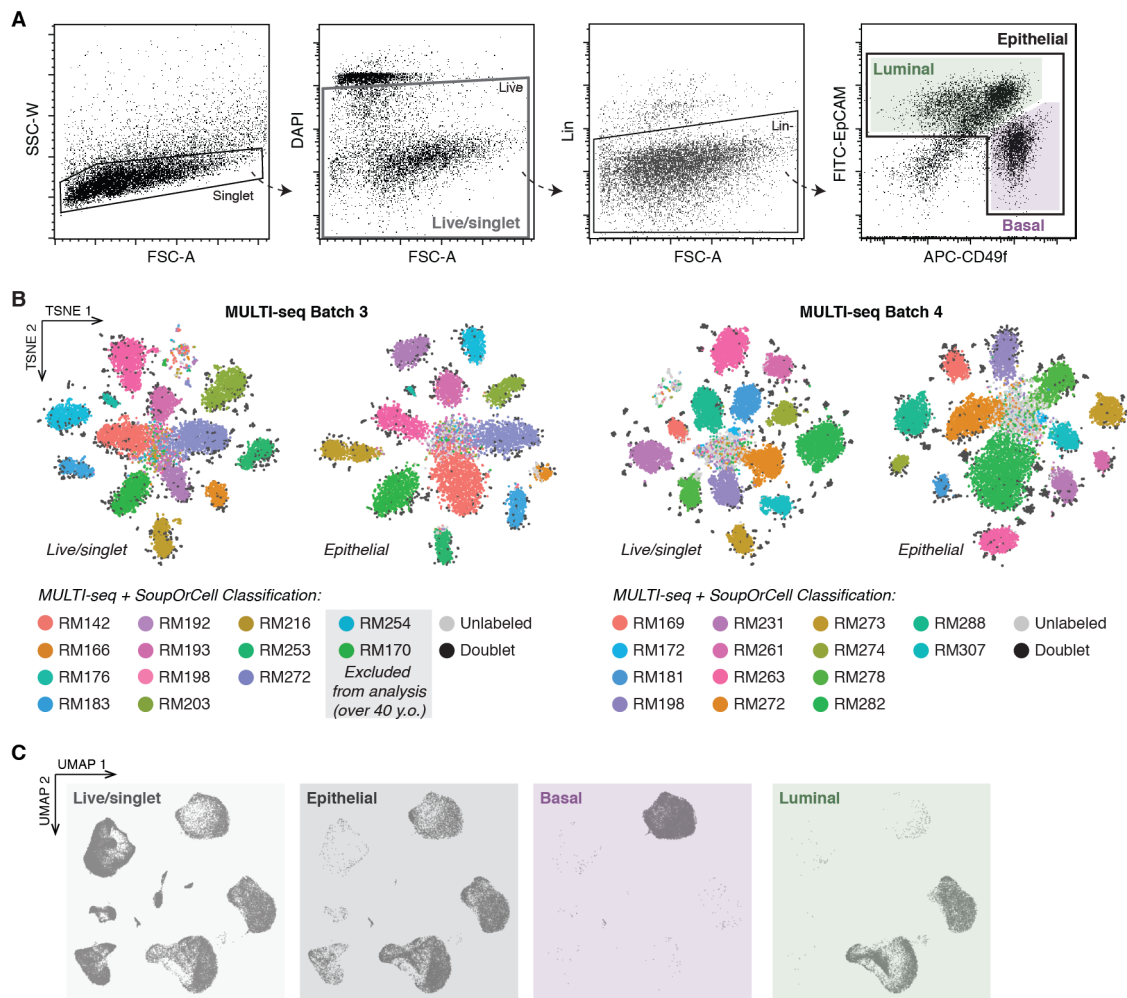 A
SSC-W
Singlet
FSC-A
DAPI
Live
Live/singlet
FSC-A
Lin
Lin-
FSC-A
FITC-EpCAM
Epithelial
Luminal
Basal
APC-CD49f
B
TSNE 1
TSNE 2
MULTI-seq Batch 3
MULTI-seq Batch 4
Live/singlet
Epithelial
Live/singlet
Epithelial
MULTI-seq + SoupOrCell Classification:
RM142 RM192 RM216 RM254 Unlabeled
RM166 RM193 RM253 RM170 Doublet
RM176 RM198 RM272
RM183 RM203
Excluded
from analysis
(over 40 y.o.)
MULTI-seq + SoupOrCell Classification:
RM169 RM231 RM273 RM288 Unlabeled
RM172 RM261 RM274 RM307 Doublet
RM181 RM263 RM278
RM198 RM272 RM282
C
UMAP 1
UMAP 2
Live/singlet
Epithelial
Basal
Luminal